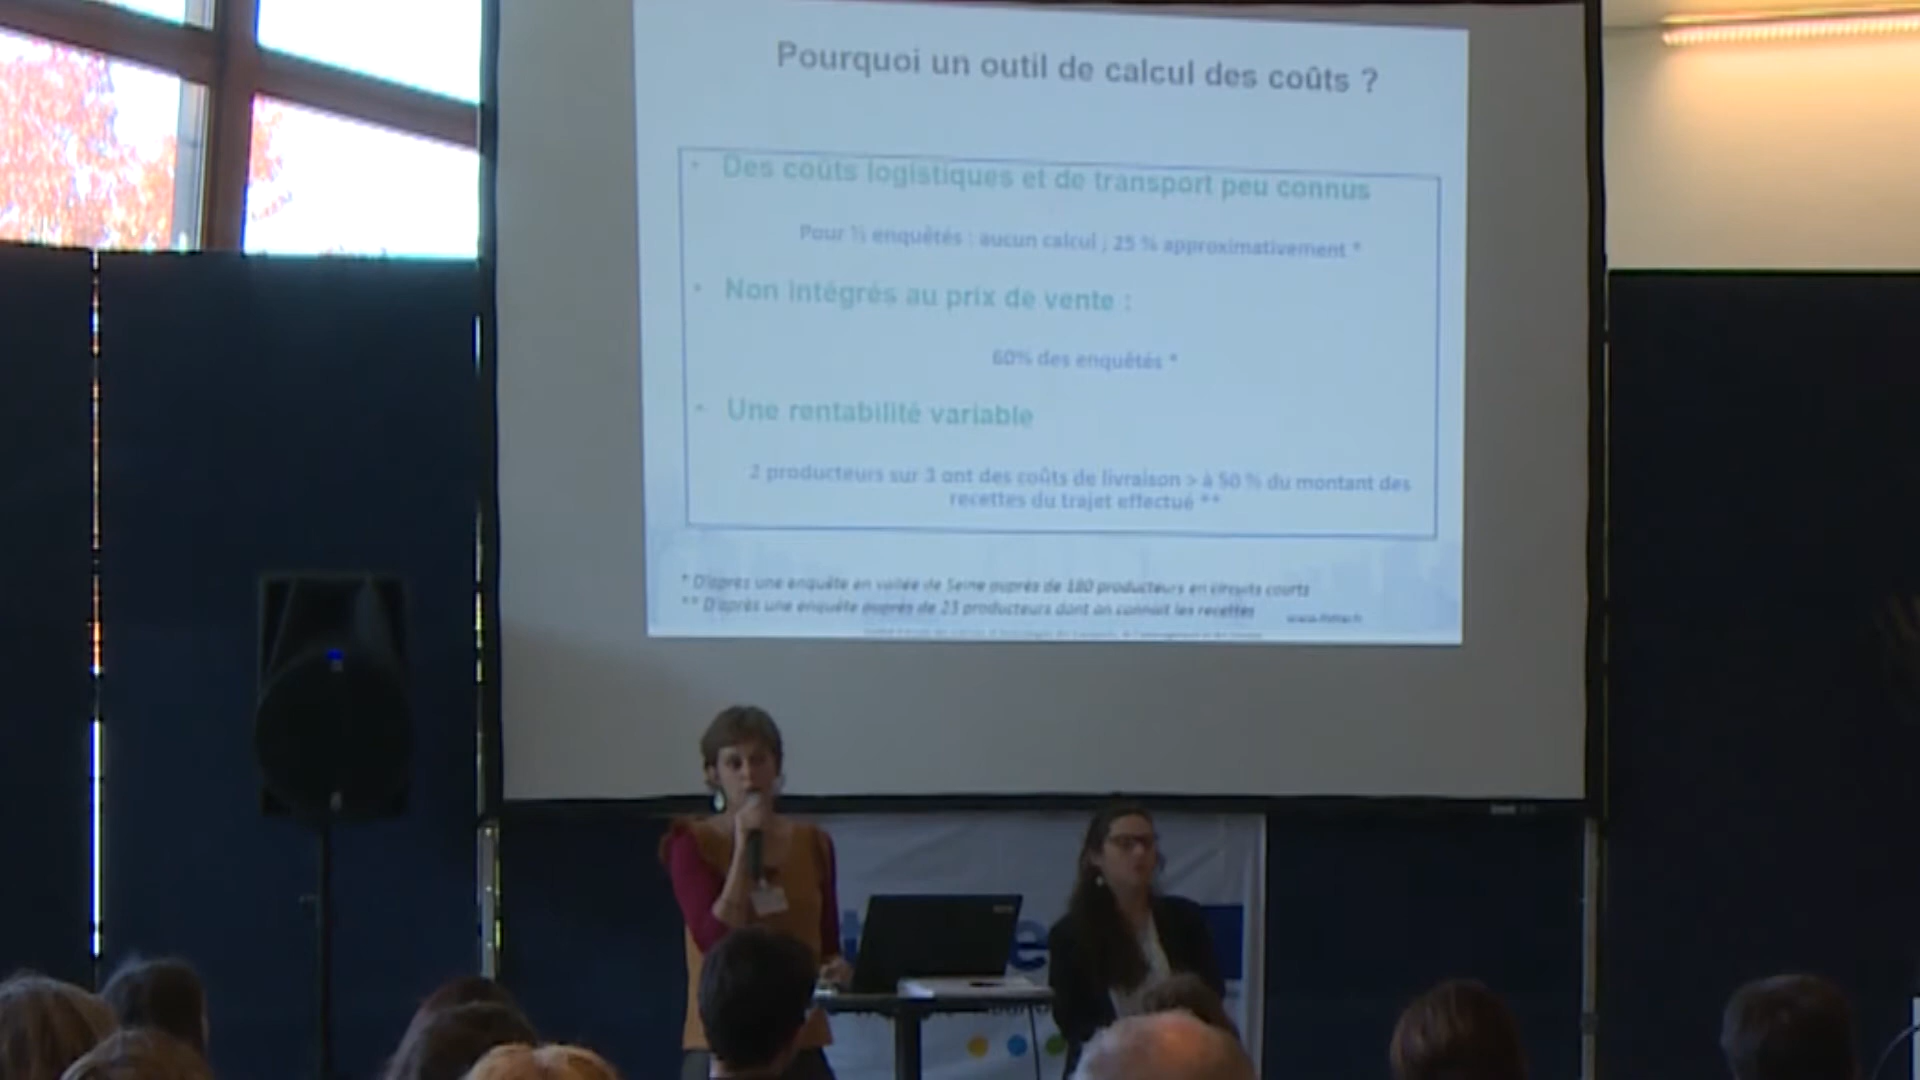 Pourquoi un outil de calcul des coûts ?
• Des coûts logistiques et de transport peu connus
Pour ⅓ enquêtés : aucun calcul ; 25 % approximativement *
• Non intégrés au prix de vente :
60% des enquêtés *
• Une rentabilité variable
2 producteurs sur 3 ont des coûts de livraison > à 50 % du montant des
recettes du trajet effectué **
* D'après une enquête en vallée de Seine auprès de 180 producteurs en circuits courts
** D'après une enquête auprès de 23 producteurs dont on connait les recettes